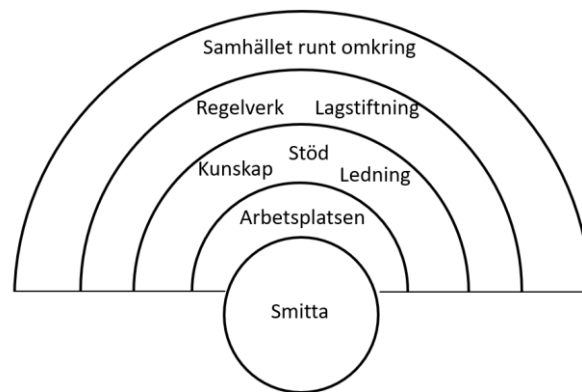 Samhället runt omkring
Regelverk Lagstiftning
Stöd
Kunskap Ledning
Arbetsplatsen
Smitta